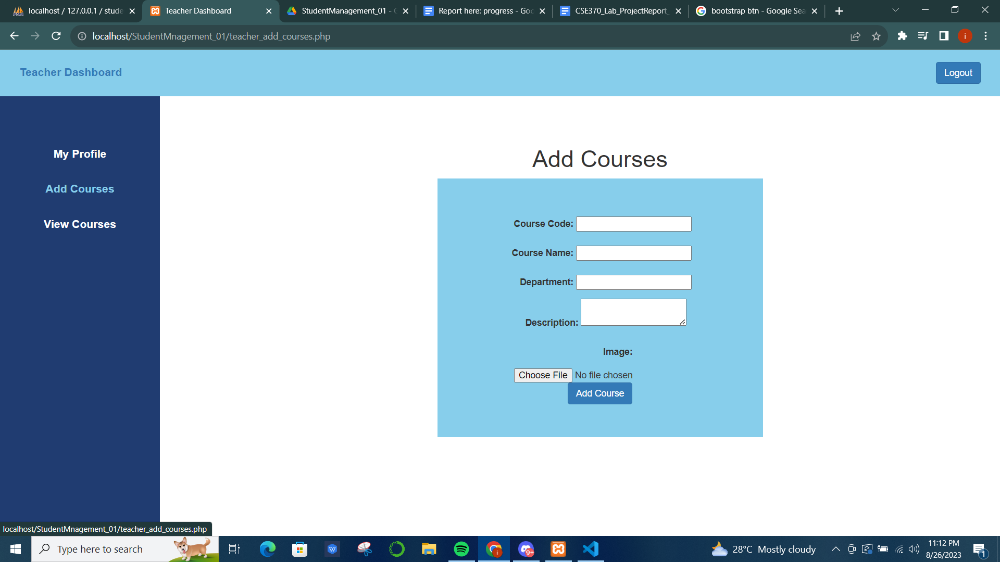 localhost / 127.0.0.1 / stude
Teacher Dashboard
StudentManagement_01 - G
Report here: progress - Goo
CSE370_Lab_ProjectReport_
bootstrap btn - Google Sea
localhost/StudentMnagement_01/teacher_add_courses.php
i
Teacher Dashboard
Logout
My Profile
Add Courses
View Courses
Add Courses
Course Code:
Course Name:
Department:
Description:
Image:
Choose File No file chosen
Add Course
localhost/StudentMnagement_01/teacher_add_courses.php
Type here to search
9+
28°C Mostly cloudy
11:12 PM
8/26/2023
1